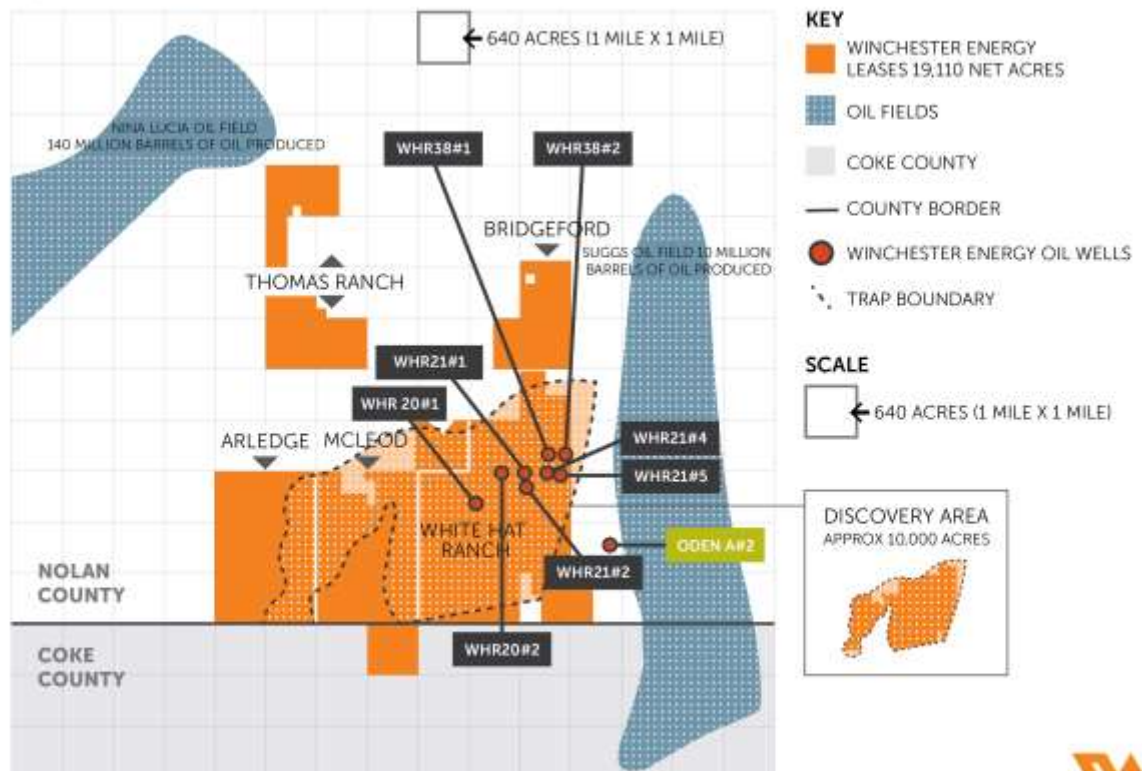 640 ACRES (1 MILE X 1 MILE)
NINA LUCIA OIL FIELD
140 MILLION BARRELS OF OIL PRODUCED
WHR38#1
WHR38#2
BRIDGEFORD
SUGGS OIL FIELD 10 MILLION
BARRELS OF OIL PRODUCED
THOMAS RANCH
WHR21#1
WHR 20#1
ARLEDGE
MCLEOD
WHR21#4
WHR21#5
WHITE HAT
RANCH
ODEN A#2
WHR21#2
NOLAN
COUNTY
WHR20#2
COKE
COUNTY
KEY
WINCHESTER ENERGY
LEASES 19,110 NET ACRES
OIL FIELDS
COKE COUNTY
COUNTY BORDER
WINCHESTER ENERGY OIL WELLS
TRAP BOUNDARY
SCALE
640 ACRES (1 MILE X 1 MILE)
DISCOVERY AREA
APPROX 10,000 ACRES